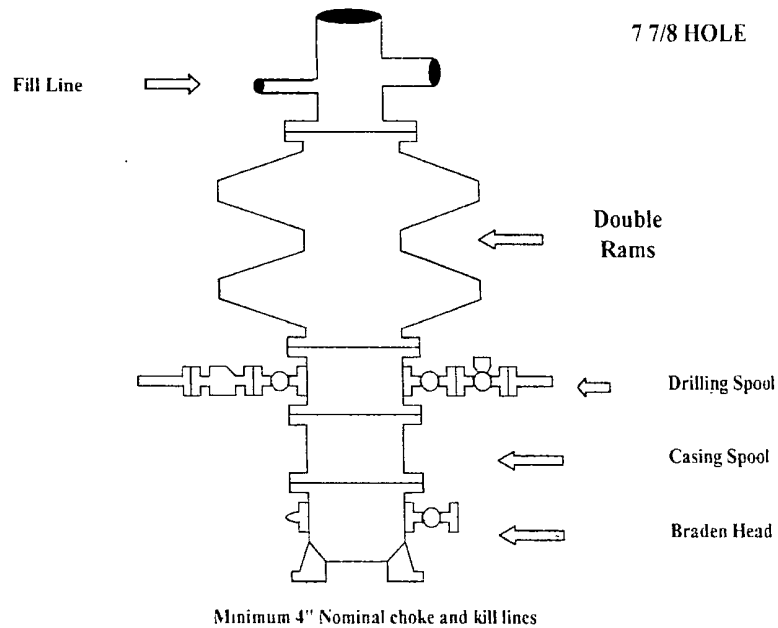 7 7/8 HOLE
Fill Line
Double
Rams
Drilling Spool
Casing Spool
Braden Head
Minimum 4" Nominal choke and kill lines